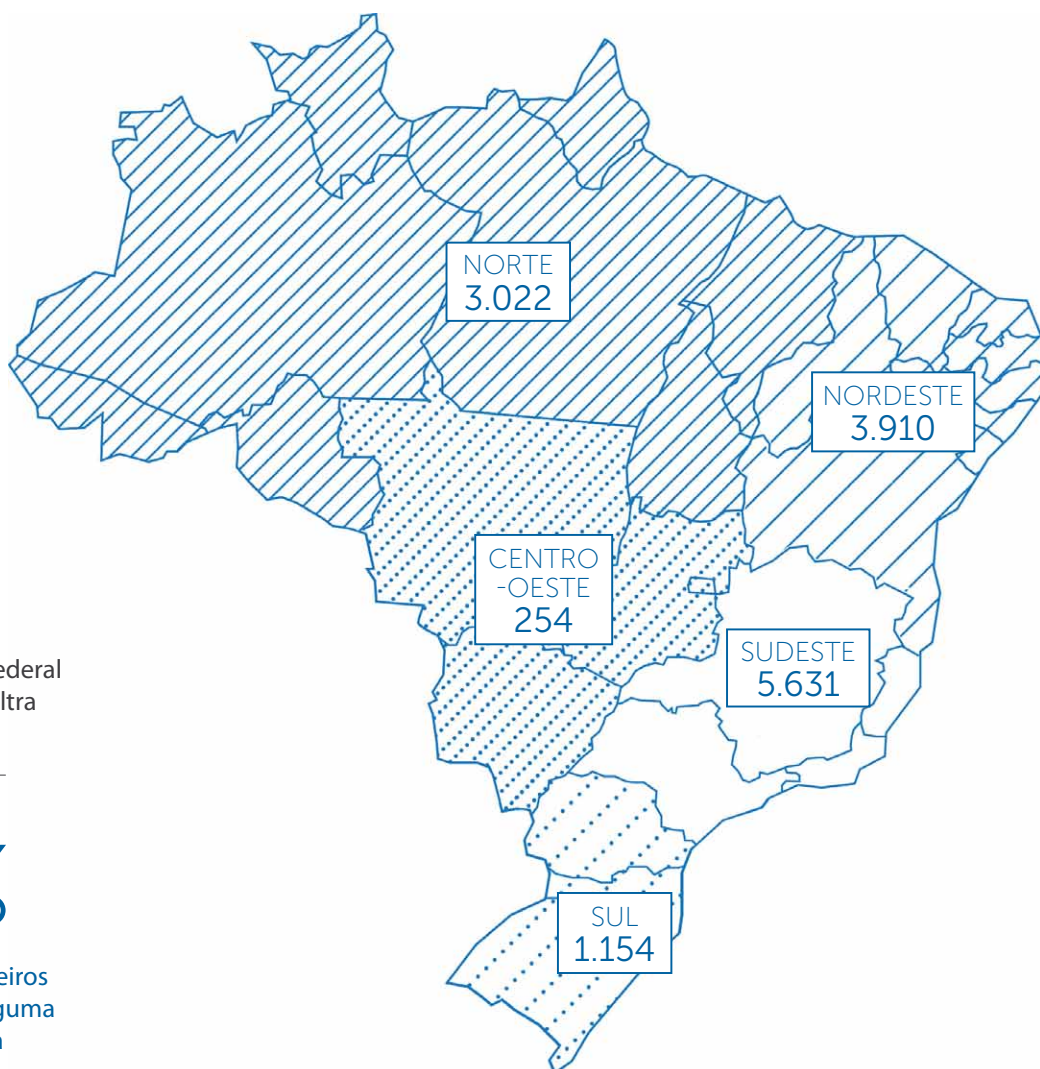 NORTE
3.022
NORDESTE
3.910
CENTRO
-OESTE
254
SUDESTE
5.631
SUL
1.154